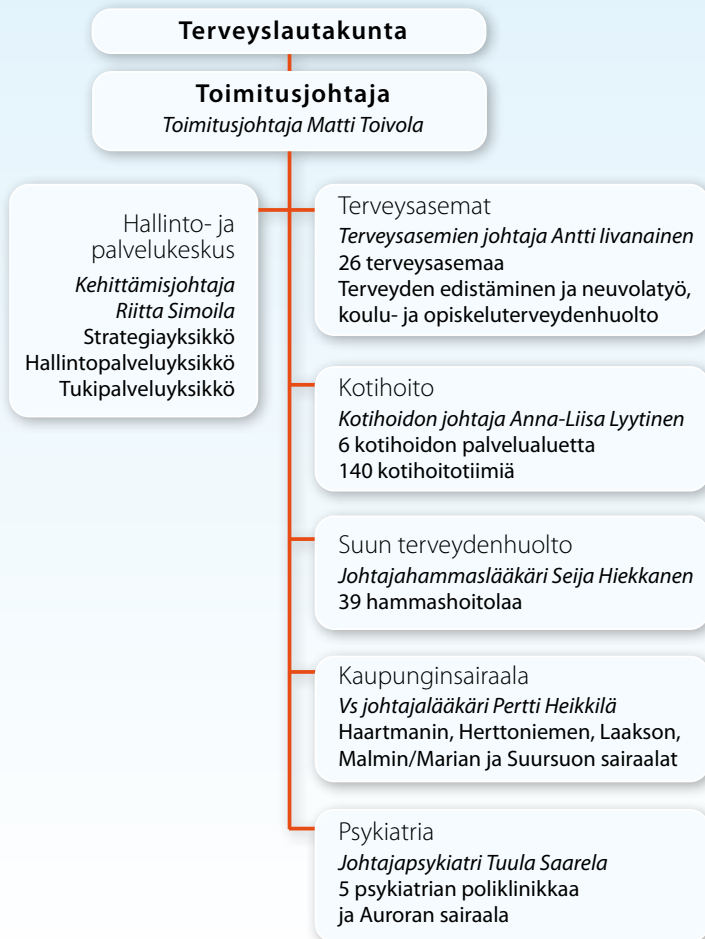 Terveyslautakunta
Toimitusjohtaja
Toimitusjohtaja Matti Toivola
Hallinto- ja
palvelukeskus
Kehittämisjohtaja
Riitta Simoila
Strategiayksikkö
Hallintopalveluyksikkö
Tukipalveluyksikkö
Terveysasemat
Terveysasemien johtaja Antti Iivanainen
26 terveysasemaa
Terveyden edistäminen ja neuvolatyö,
koulu- ja opiskeluterveydenhuolto
Kotihoito
Kotihoidon johtaja Anna-Liisa Lyytinen
6 kotihoidon palvelualuetta
140 kotihoitotiimiä
Suun terveydenhuolto
Johtajahammaslääkäri Seija Hiekkanen
39 hammashoitolaa
Kaupunginsairaala
Vs johtajalääkäri Pertti Heikkilä
Haartmanin, Herttoniemen, Laakson,
Malmin/Marian ja Suursuon sairaalat
Psykiatria
Johtajapsykiatri Tuula Saarela
5 psykiatrian poliklinikkaa
ja Auroran sairaala